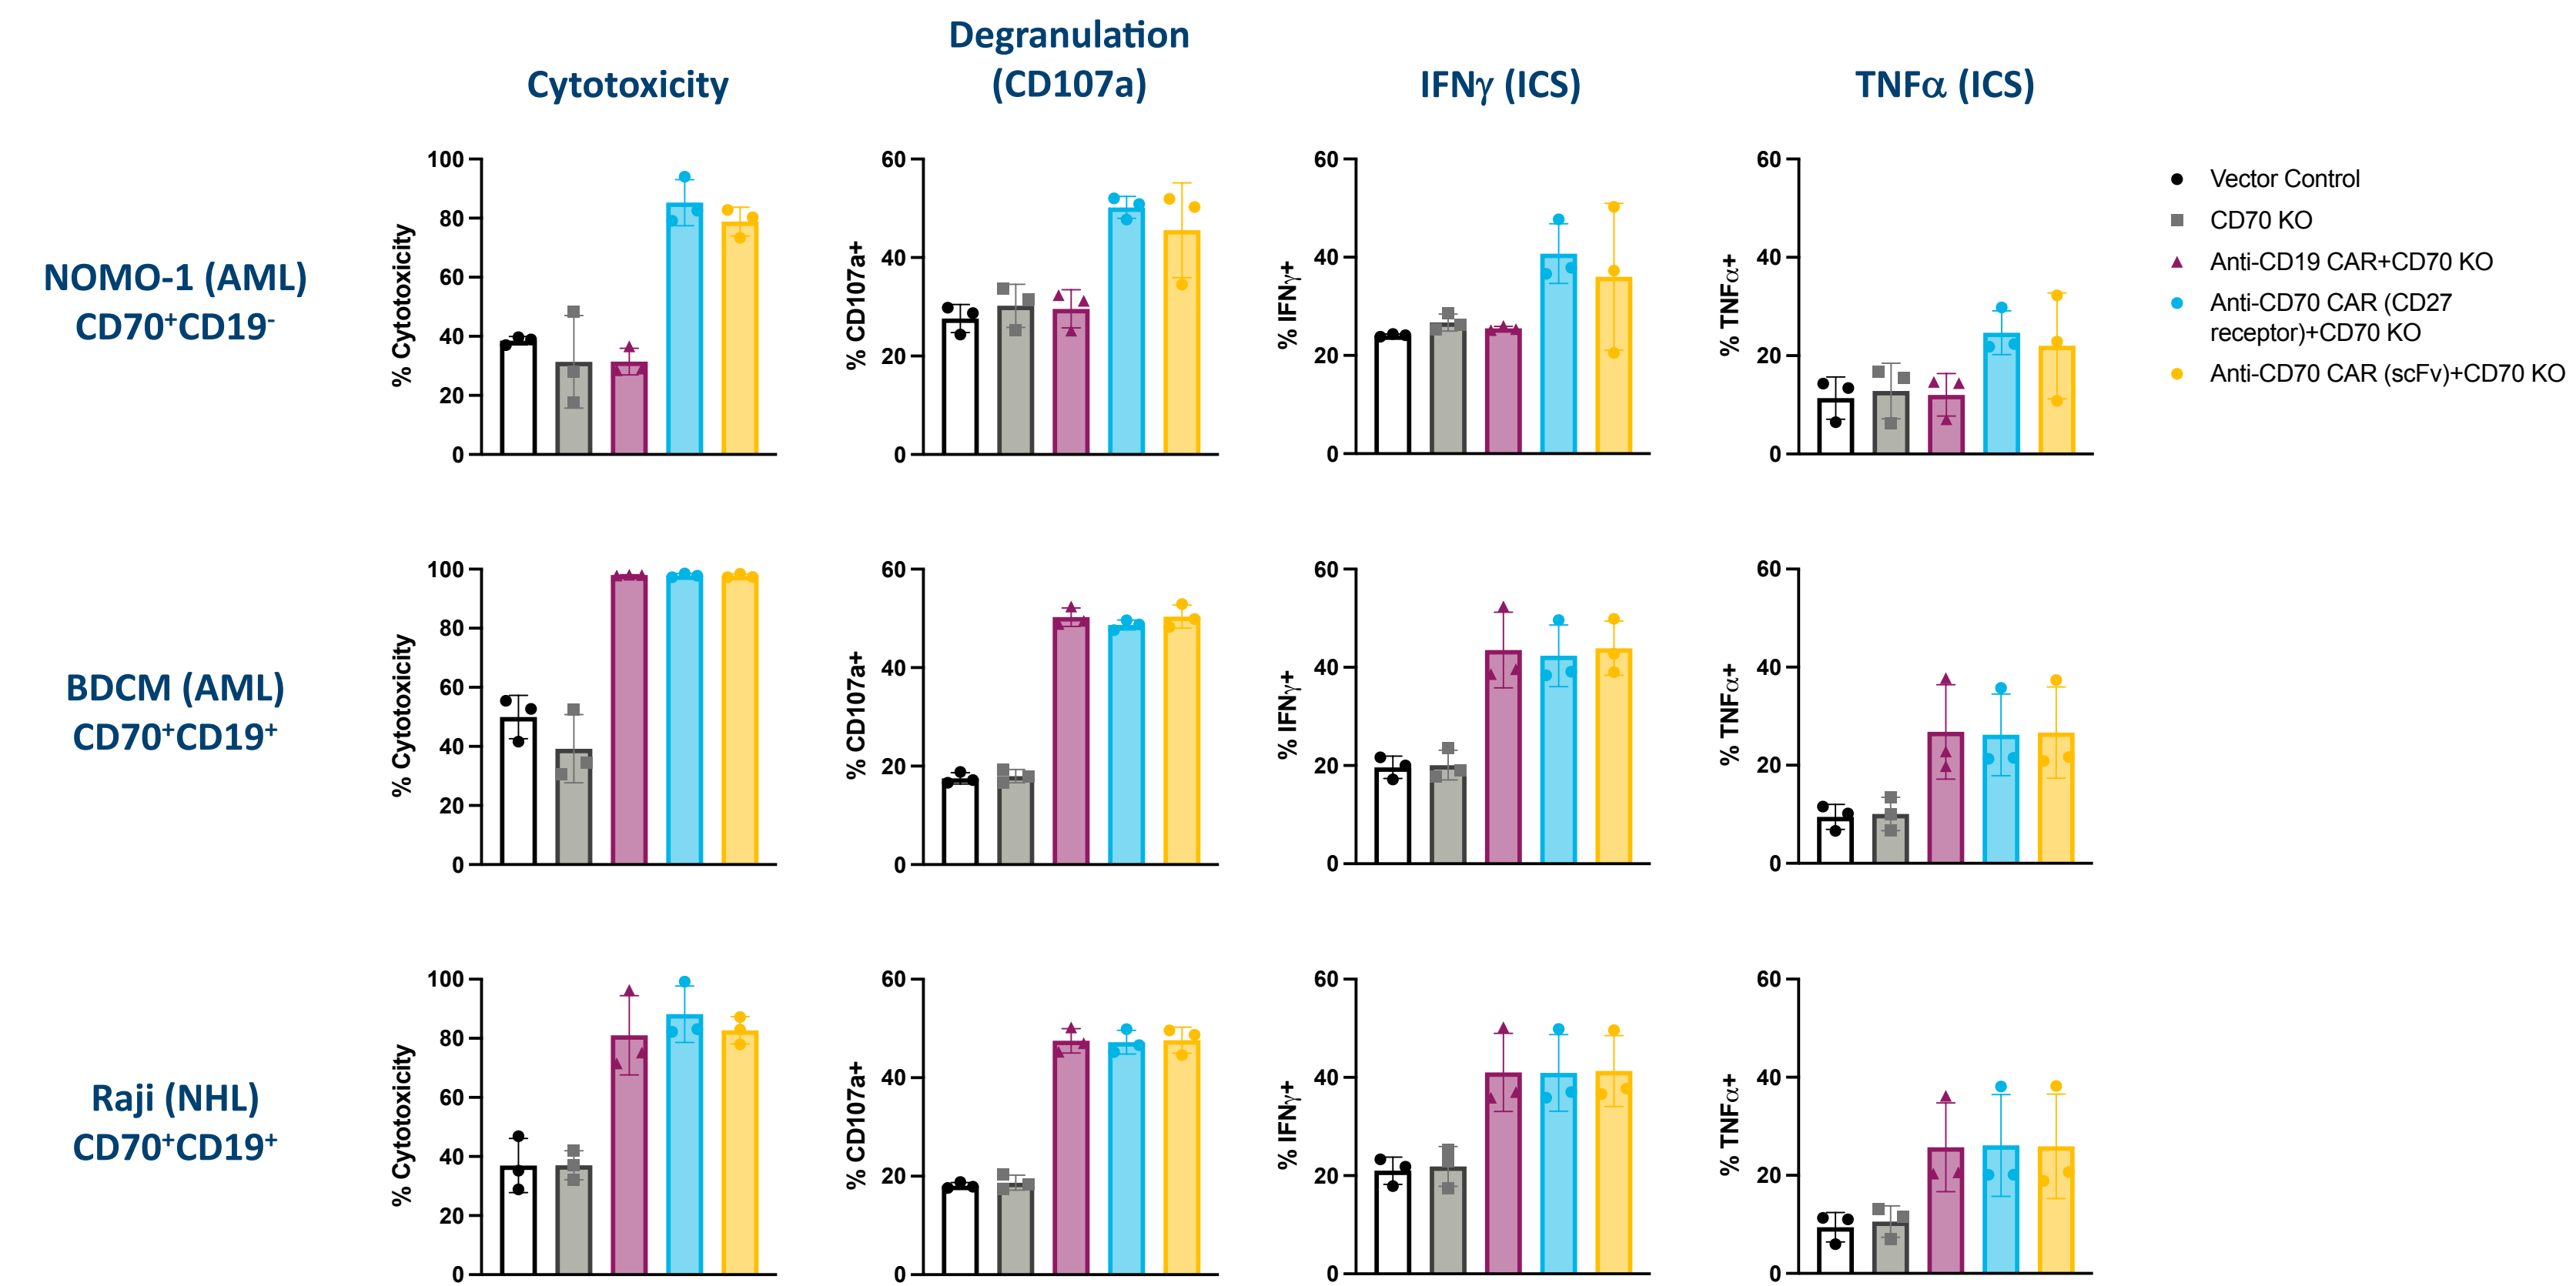 Degranulation
Cytotoxicity
(CD107a)
IFNγ (ICS)
TNFα (ICS)
NOMO-1 (AML)
CD70⁺CD19⁻
% Cytotoxicity
100
80
60
40
20
0
% CD107a+
60
40
20
0
% IFNγ+
60
40
20
0
% TNFα+
60
40
20
0
Vector Control
CD70 KO
Anti-CD19 CAR+CD70 KO
Anti-CD70 CAR (CD27
receptor)+CD70 KO
Anti-CD70 CAR (scFv)+CD70 KO
BDCM (AML)
CD70⁺CD19⁺
% Cytotoxicity
100
80
60
40
20
0
% CD107a+
60
40
20
0
% IFNγ+
60
40
20
0
% TNFα+
60
40
20
0
Raji (NHL)
CD70⁺CD19⁺
% Cytotoxicity
100
80
60
40
20
0
% CD107a+
60
40
20
0
% IFNγ+
60
40
20
0
% TNFα+
60
40
20
0